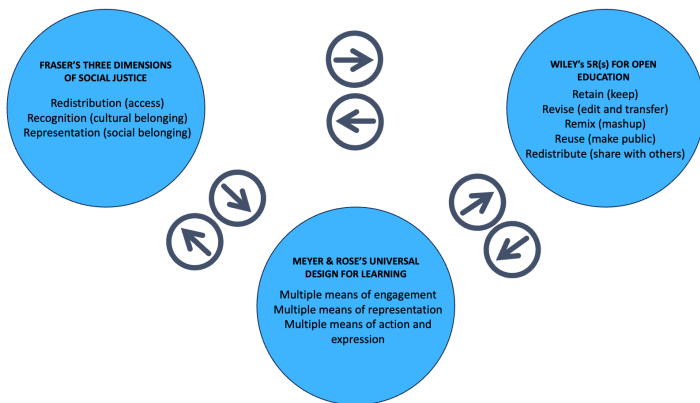 FRASER'S THREE DIMENSIONS
OF SOCIAL JUSTICE
Redistribution (access)
Recognition (cultural belonging)
Representation (social belonging)
WILEY's 5R(s) FOR OPEN
EDUCATION
Retain (keep)
Revise (edit and transfer)
Remix (mashup)
Reuse (make public)
Redistribute (share with others)
MEYER & ROSE'S UNIVERSAL
DESIGN FOR LEARNING
Multiple means of engagement
Multiple means of representation
Multiple means of action and
expression